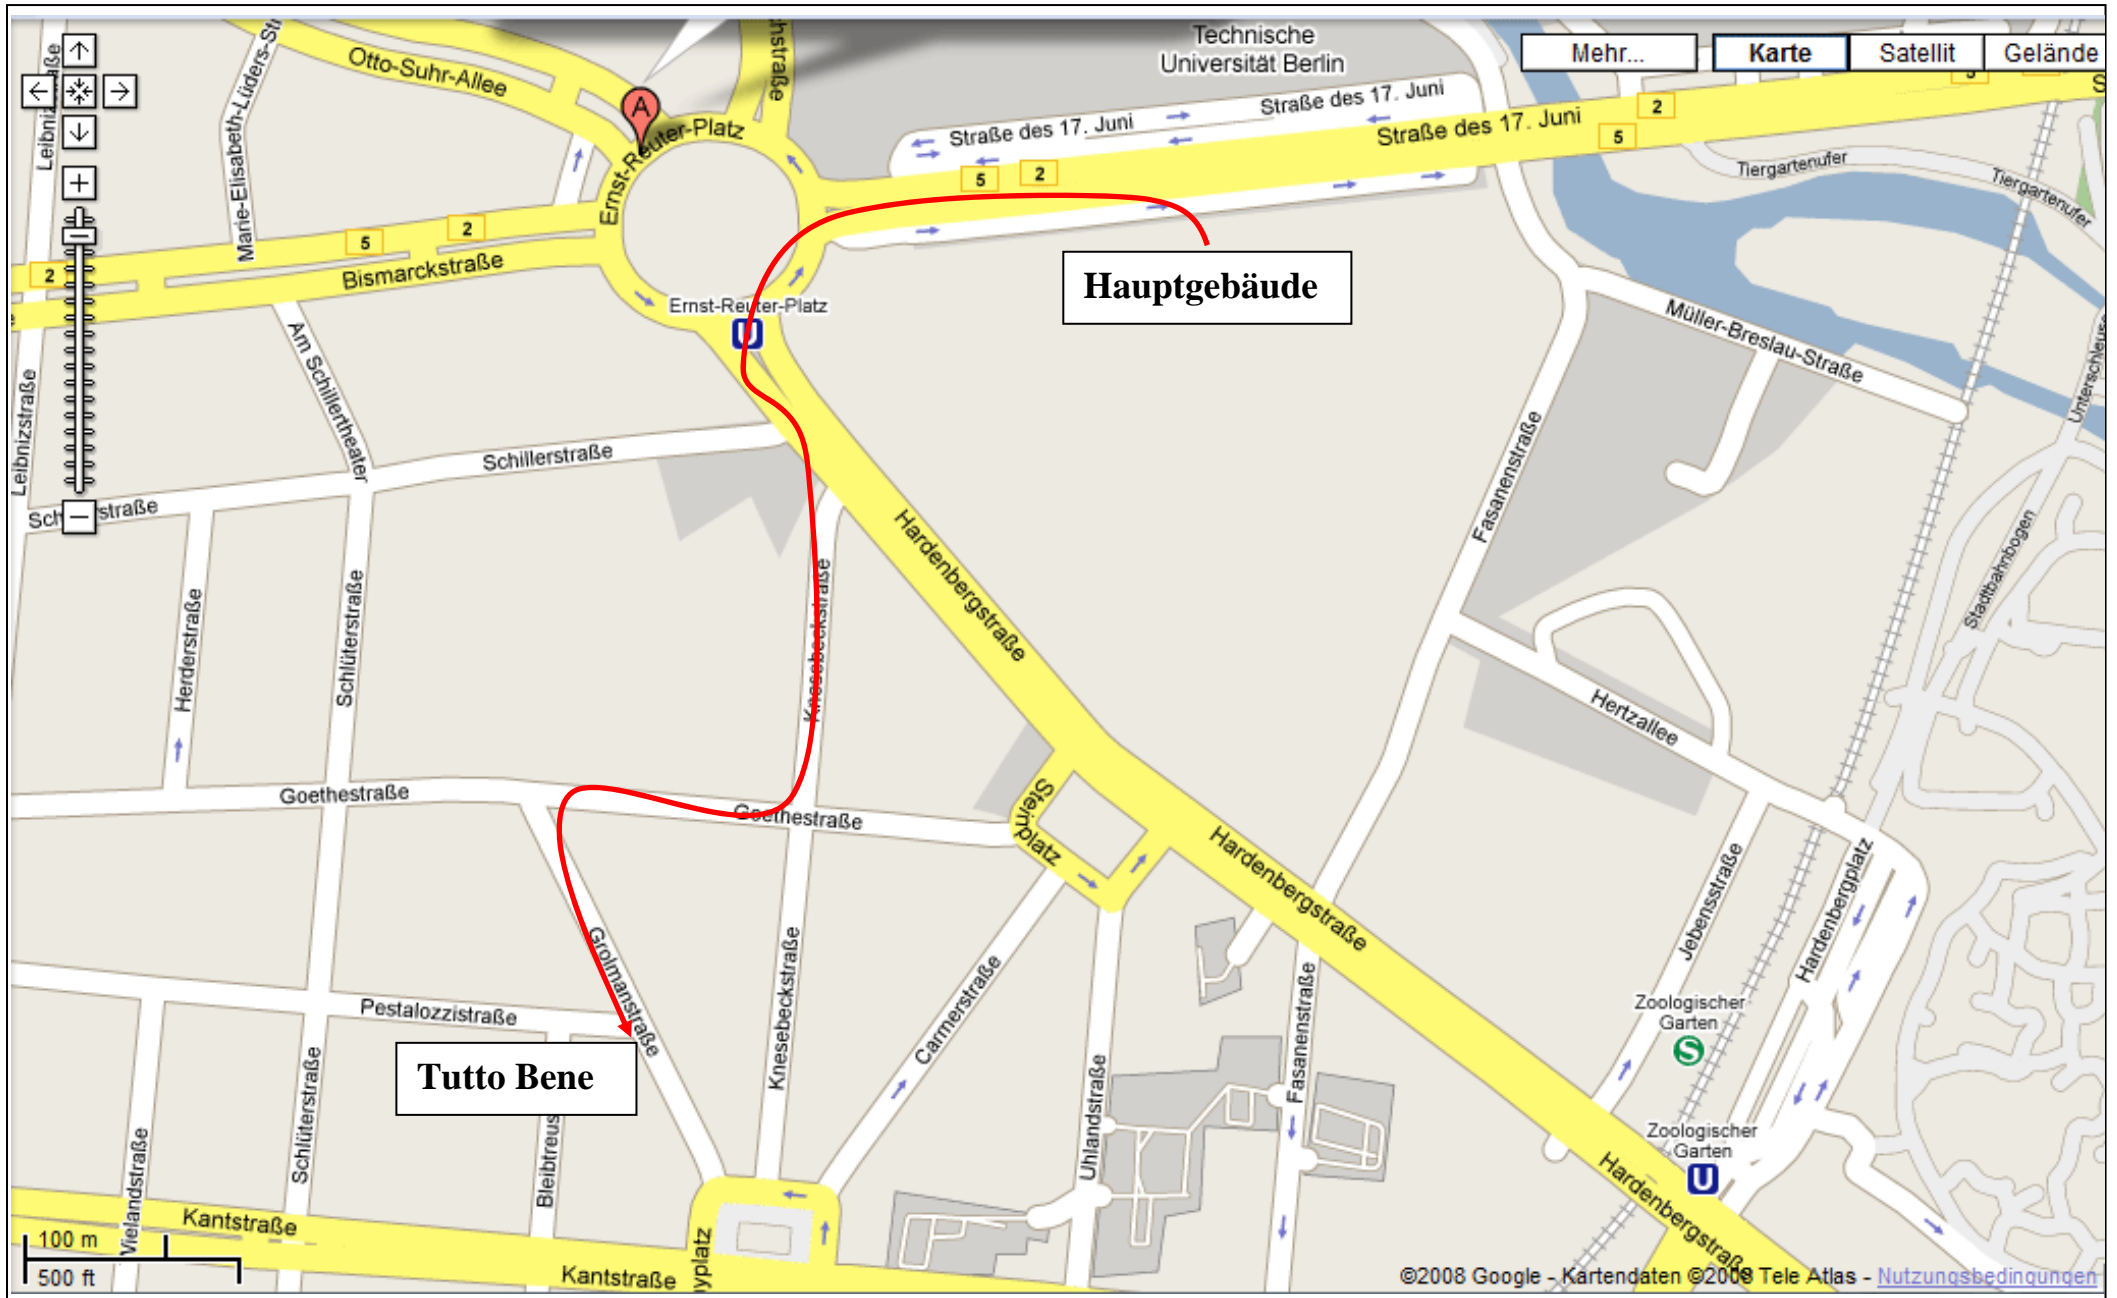 Technische
Universität Berlin
Mehr...
Karte
Satellit
Gelände
Otto-Suhr-Allee
Marie-Elisabeth-Lüders-Str
A
Ernst-Reuter-Platz
Straße des 17. Juni
Straße des 17. Juni
Straße des 17. Juni
2
5
5
2
5
2
2
Tiergartenufer
Tiergartenufer
Bismarckstraße
Ernst-Reuter-Platz
U
Hauptgebäude
Müller-Breslau-Straße
Am Schillertheater
Leibnizstraße
Schillerstraße
Fasanenstraße
Hardenbergstraße
Stadtbahnbogen
Herderstraße
Schlüterstraße
Knesebeckstraße
Hertzallee
Goethestraße
Goethestraße
Steinplatz
Hardenbergstraße
Jebensstraße
Hardenbergplatz
Grolmanstraße
Knesebeckstraße
Carmerstraße
Fasanenstraße
Pestalozzistraße
Zoologischer
Garten
S
Tutto Bene
Schlüterstraße
Uhlandstraße
Zoologischer
Garten
U
Vielandstraße
Bleibtreus
Hardenbergstraße
Kantstraße
Kantstraße
yplatz
100 m
500 ft
©2008 Google - Kartendaten ©2008 Tele Atlas - Nutzungsbedingungen